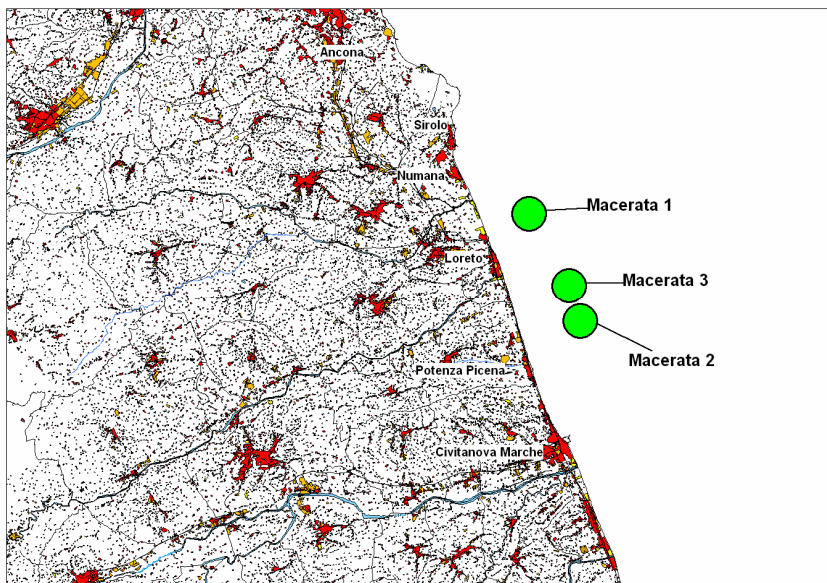 Ancona
Sirolo
Numana
Macerata 1
Loreto
Macerata 3
Macerata 2
Potenza Picena
Civitanova Marche